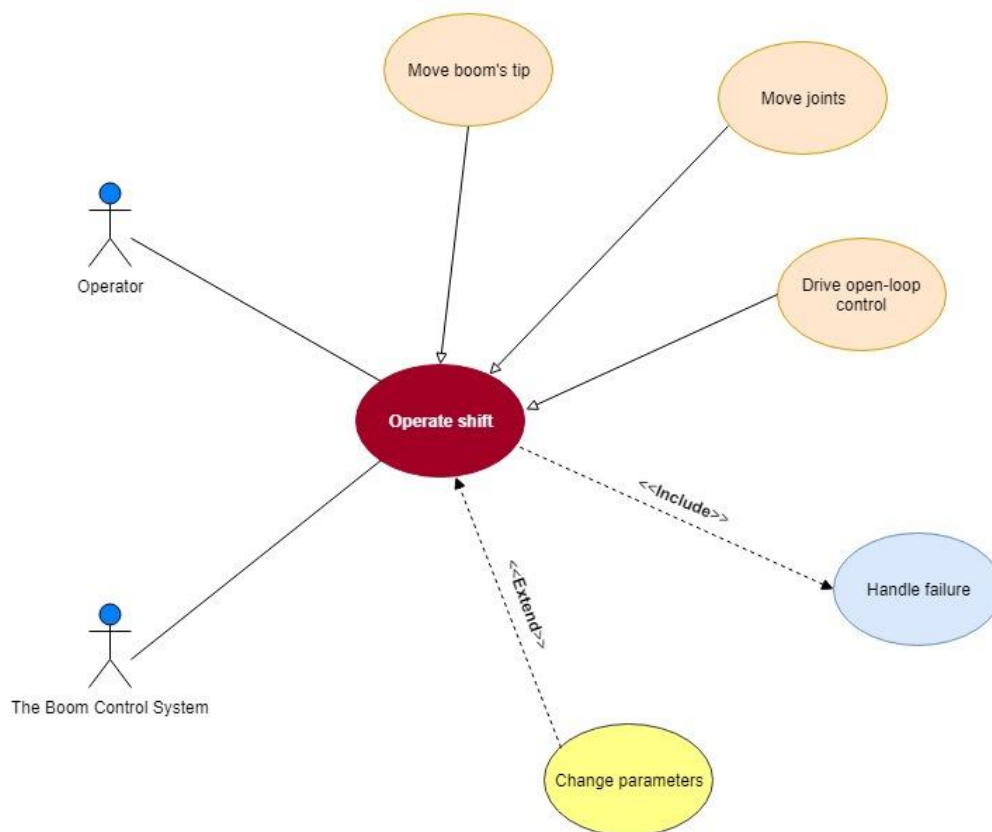 Move boom's tip
Move joints
Operator
Drive open-loop
control
Operate shift
<<Include>>
<<Extend>>
Handle failure
The Boom Control System
Change parameters